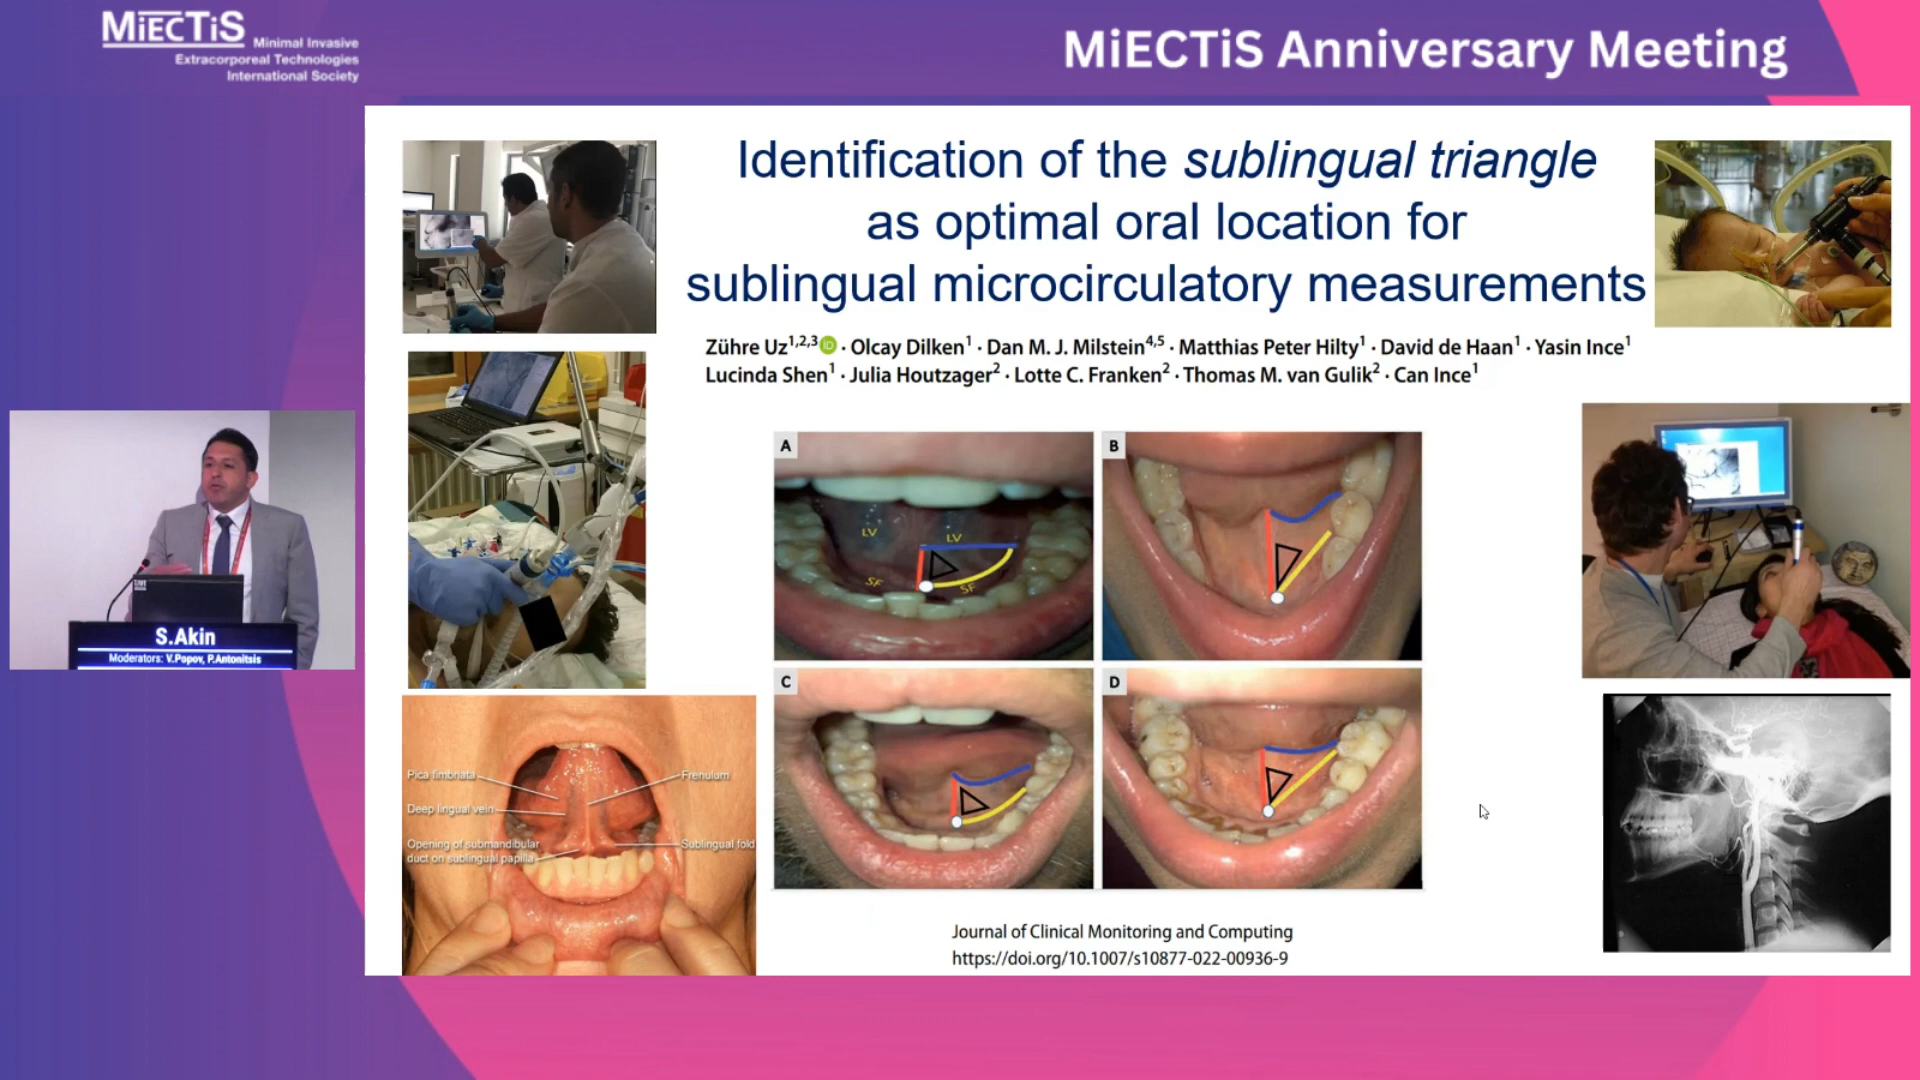 MiECTiS
Minimal Invasive
Extracorporeal Technologies
International Society
MiECTiS Anniversary Meeting
Identification of the sublingual triangle
as optimal oral location for
sublingual microcirculatory measurements
Zühre Uz1,2,3 iD · Olcay Dilken1 · Dan M. J. Milstein4,5 · Matthias Peter Hilty1 · David de Haan1 · Yasin Ince1
Lucinda Shen1 · Julia Houtzager2 · Lotte C. Franken2 · Thomas M. van Gulik2 · Can Ince1
A
LV
LV
SF
SF
B
C
D
S.Akin
Moderators: V.Popov, P.Antonitsis
Pica fimbriata
Frenulum
Deep lingual vein
Opening of submandibular
duct on sublingual papilla
Sublingual fold
Journal of Clinical Monitoring and Computing
https://doi.org/10.1007/s10877-022-00936-9